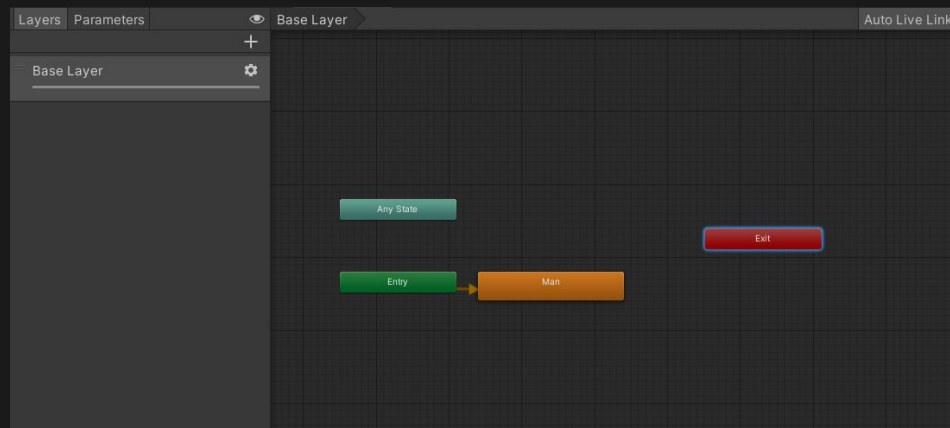 Layers Parameters
Base Layer
Auto Live Link
Base Layer
Any State
Exit
Entry
Man